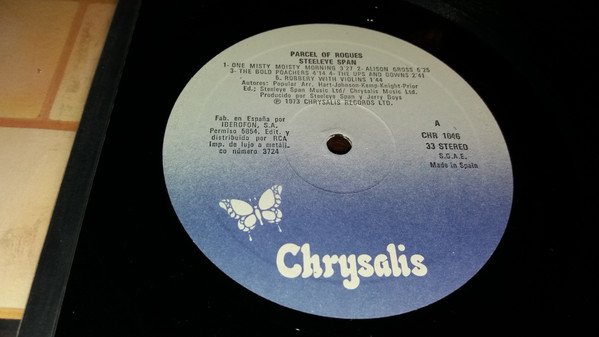 PARCEL OF ROGUES
STEELEYE SPAN
1- ONE MISTY MOISTY MORNING 3'27 2- ALISON GROSS 5'25
3- THE BOLD POACHERS 4'14 4- THE UPS AND DOWNS 2'41
5. ROBBERY WITH VIOLINS 1'44
Autores: Popular Arr. Hart-Johnson-Kemp-Knight-Prior
Ed.; Steeleye Span Music Ltd/ Chrysalis Music Ltd.
Producido por Steeleye Span y Jerry Boys
Ⓟ 1973 CHRYSALIS RECORDS LTD.
Fab. en España por
IBEROFON, S.A.
Permiso 5854. Edit. y
distribuido por RCA
Imp. de lujo a metáli_
co número 3724
A
CHR 1046
33 STEREO
S.G.A.E.
Made in Spain
Chrysalis